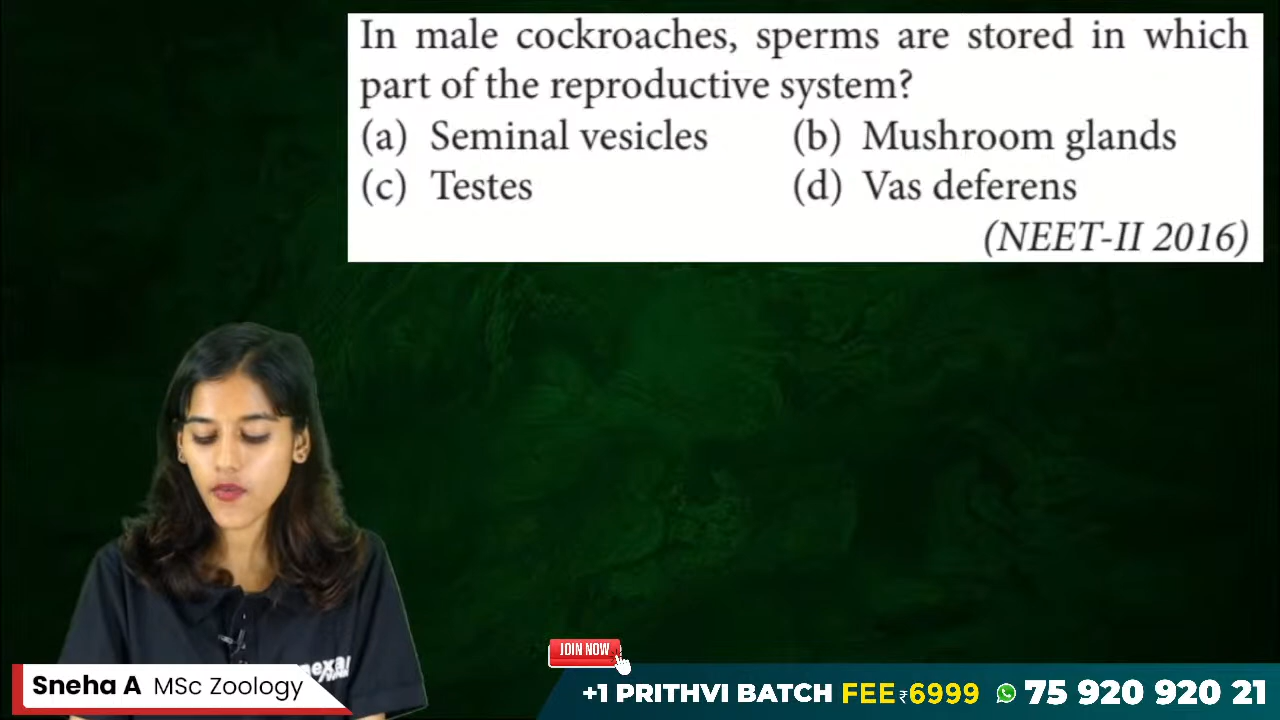 In male cockroaches, sperms are stored in which
part of the reproductive system?
(a) Seminal vesicles (b) Mushroom glands
(c) Testes (d) Vas deferens
(NEET-II 2016)
JOIN NOW
Sneha A MSc Zoology
+1 PRITHVI BATCH FEE ₹6999 75 920 920 21